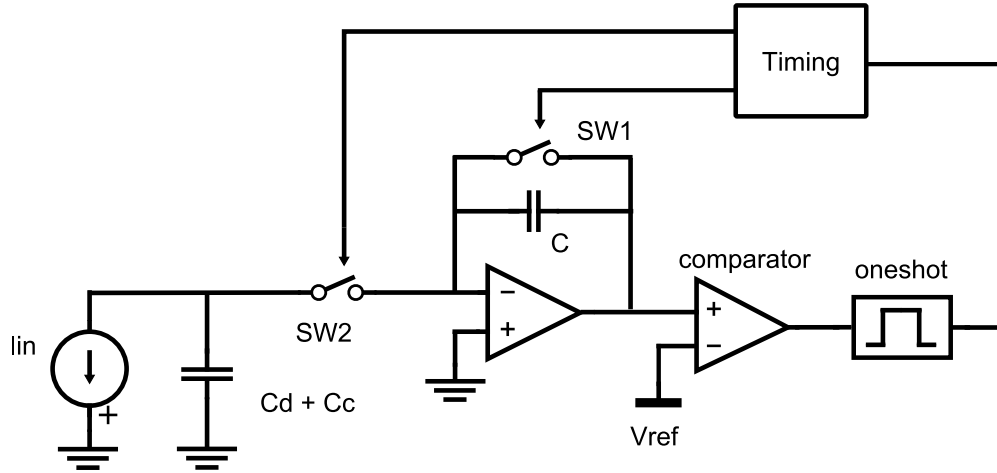 Timing
SW1
C
comparator
oneshot
−
+
+
−
SW2
Iin
+
Cd + Cc
Vref